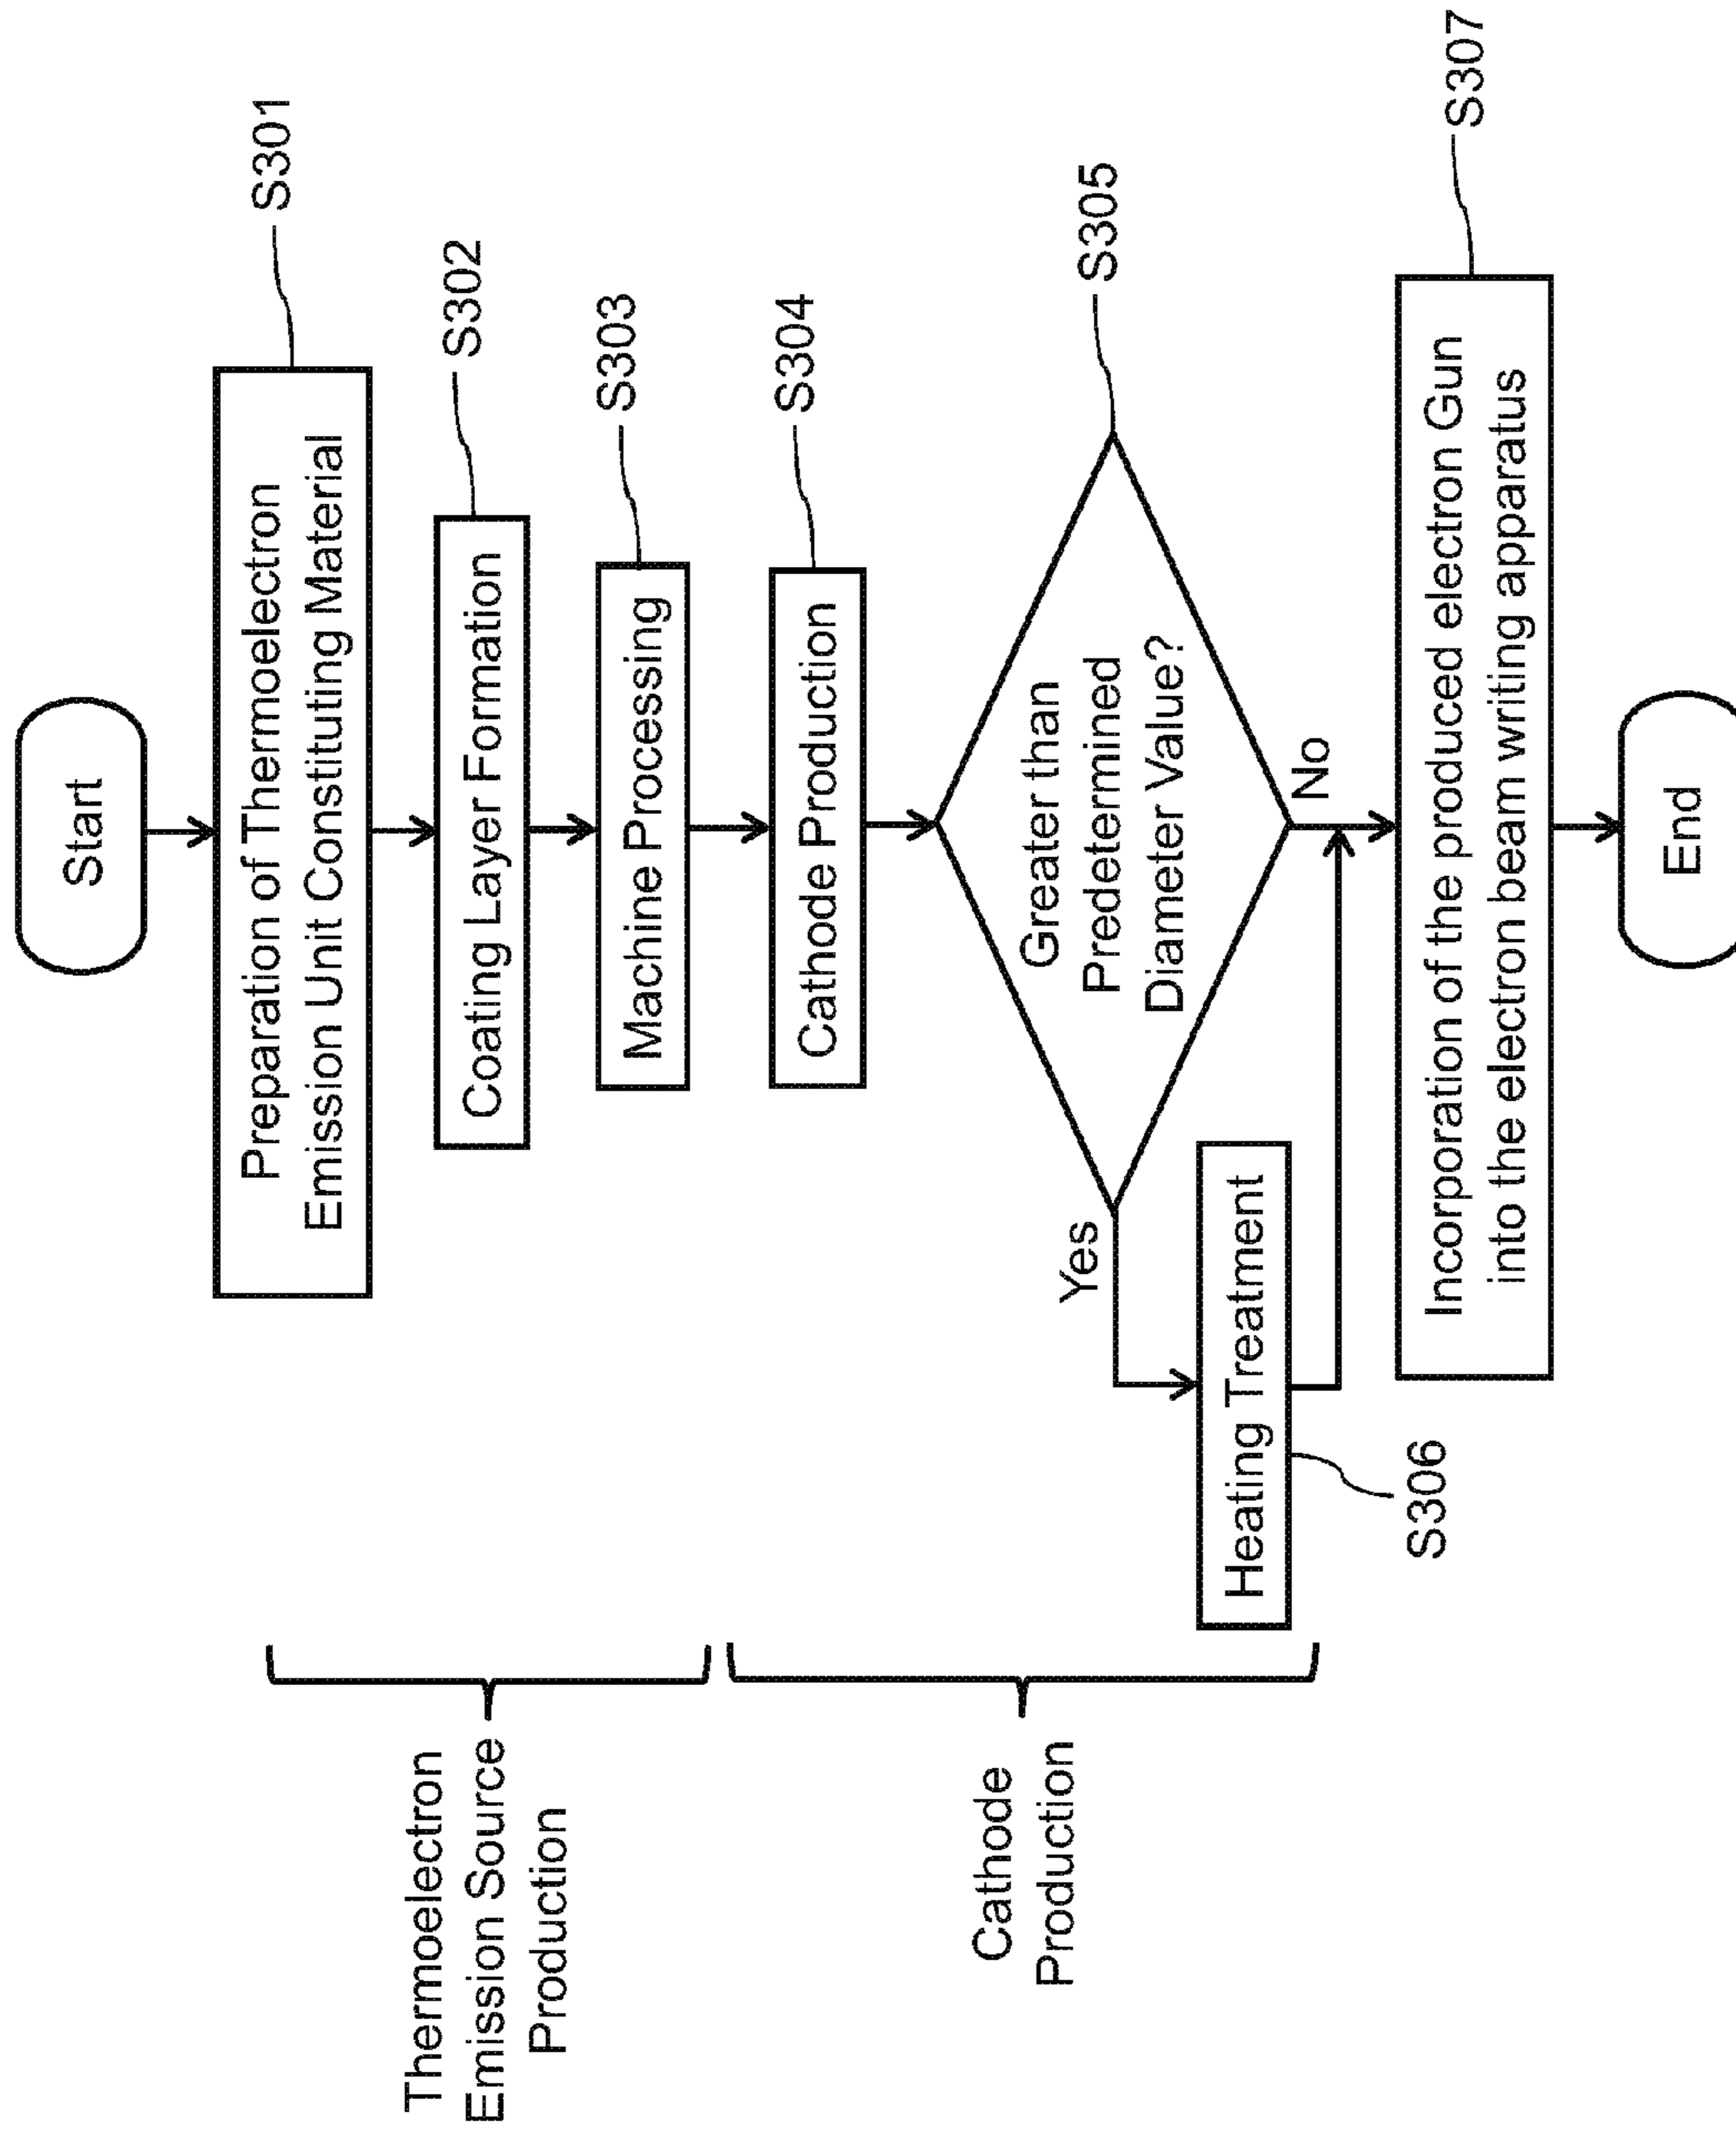 Start
Preparation of Thermoelectron
Emission Unit Constituting Material
S301
Coating Layer Formation
S302
Machine Processing
S303
Thermoelectron
Emission Source
Production
Cathode Production
S304
Greater than
Predetermined
Diameter Value?
S305
Yes
No
Heating Treatment
S306
Cathode
Production
Incorporation of the produced electron Gun
into the electron beam writing apparatus
S307
End